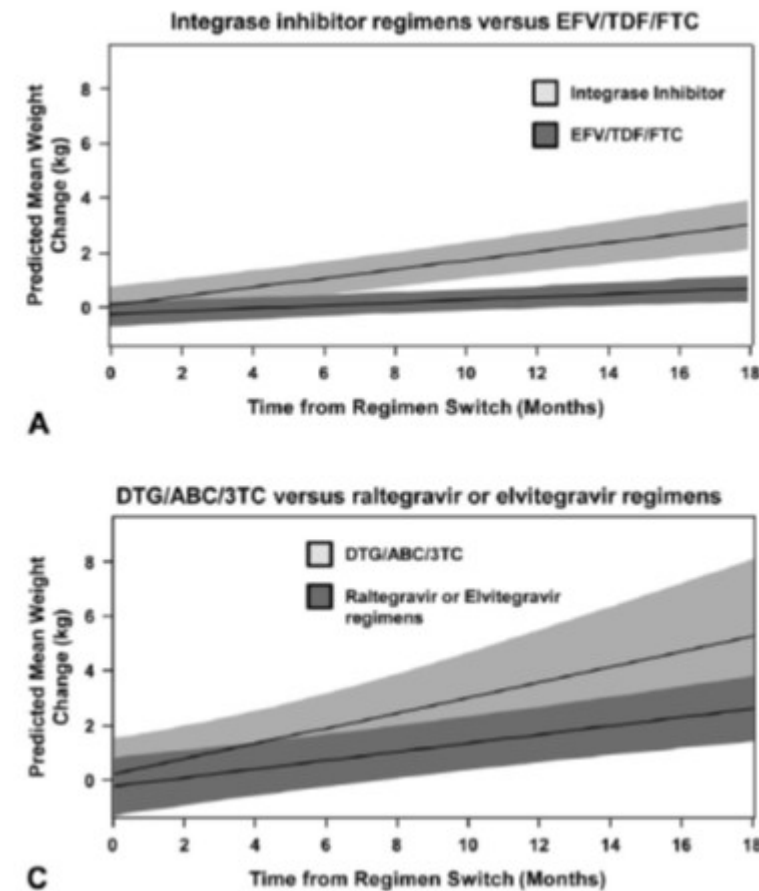 Integrase inhibitor regimens versus EFV/TDF/FTC
Predicted Mean Weight
Change (kg)
8
6
4
2
0
Integrase Inhibitor
EFV/TDF/FTC
0 2 4 6 8 10 12 14 16 18
Time from Regimen Switch (Months)
A
DTG/ABC/3TC versus raltegravir or elvitegravir regimens
Predicted Mean Weight
Change (kg)
8
6
4
2
0
DTG/ABC/3TC
Raltegravir or Elvitegravir
regimens
0 2 4 6 8 10 12 14 16 18
Time from Regimen Switch (Months)
C